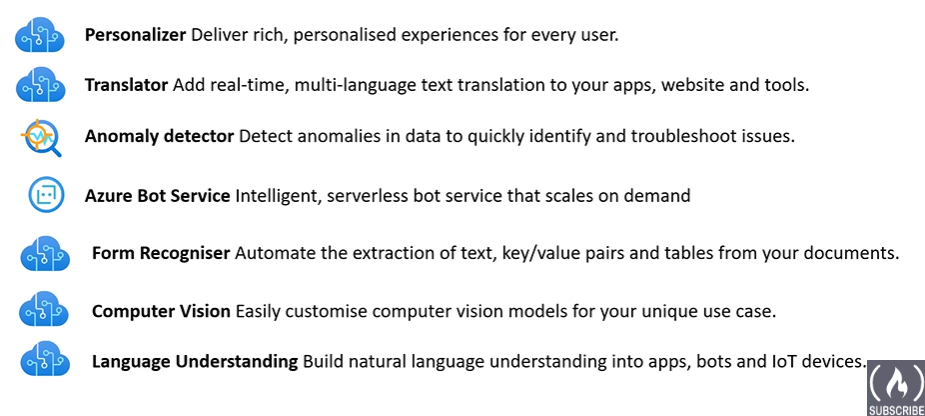 Personalizer Deliver rich, personalised experiences for every user.
Translator Add real-time, multi-language text translation to your apps, website and tools.
Anomaly detector Detect anomalies in data to quickly identify and troubleshoot issues.
Azure Bot Service Intelligent, serverless bot service that scales on demand
Form Recogniser Automate the extraction of text, key/value pairs and tables from your documents.
Computer Vision Easily customise computer vision models for your unique use case.
Language Understanding Build natural language understanding into apps, bots and IoT devices.
SUBSCRIBE